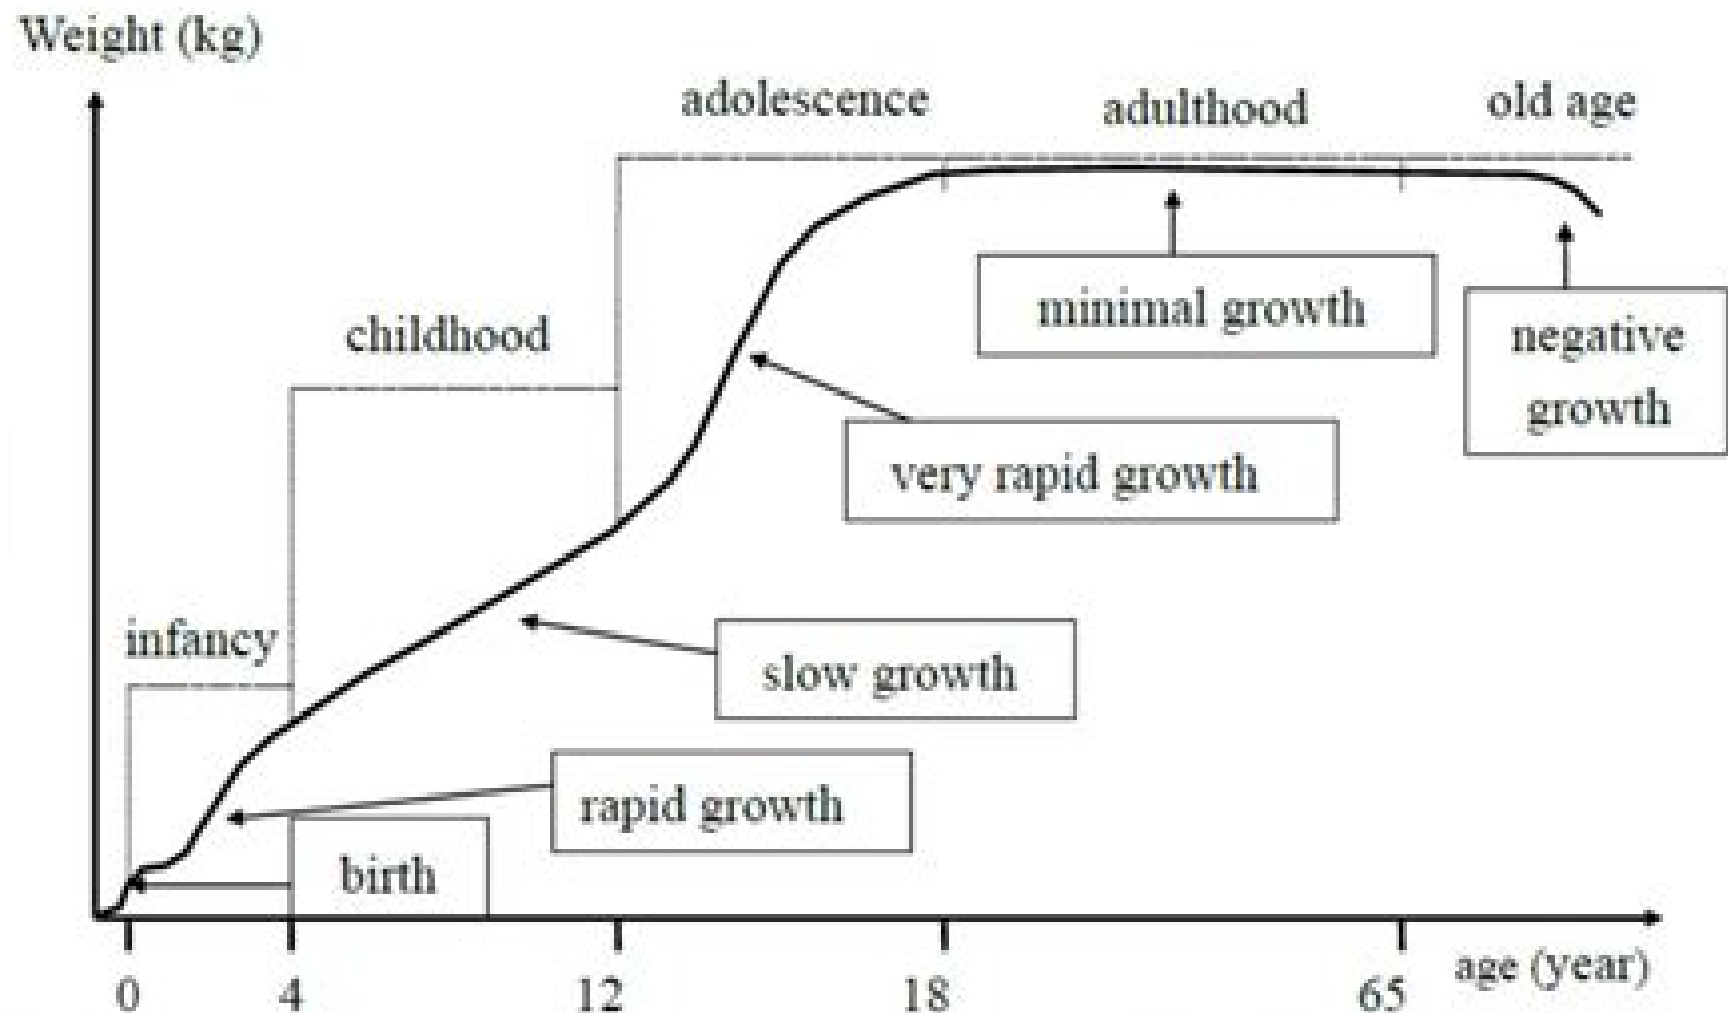 Weight (kg)
adolescence
adulthood
old age
minimal growth
negative
growth
childhood
very rapid growth
infancy
slow growth
rapid growth
birth
0
4
12
18
65
age (year)